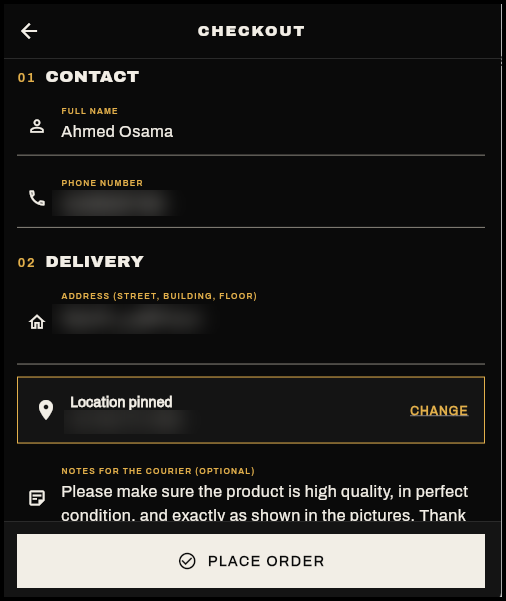 CHECKOUT
01 CONTACT
FULL NAME
Ahmed Osama
PHONE NUMBER
02 DELIVERY
ADDRESS (STREET, BUILDING, FLOOR)
Location pinned
CHANGE
NOTES FOR THE COURIER (OPTIONAL)
Please make sure the product is high quality, in perfect
condition, and exactly as shown in the pictures. Thank
PLACE ORDER